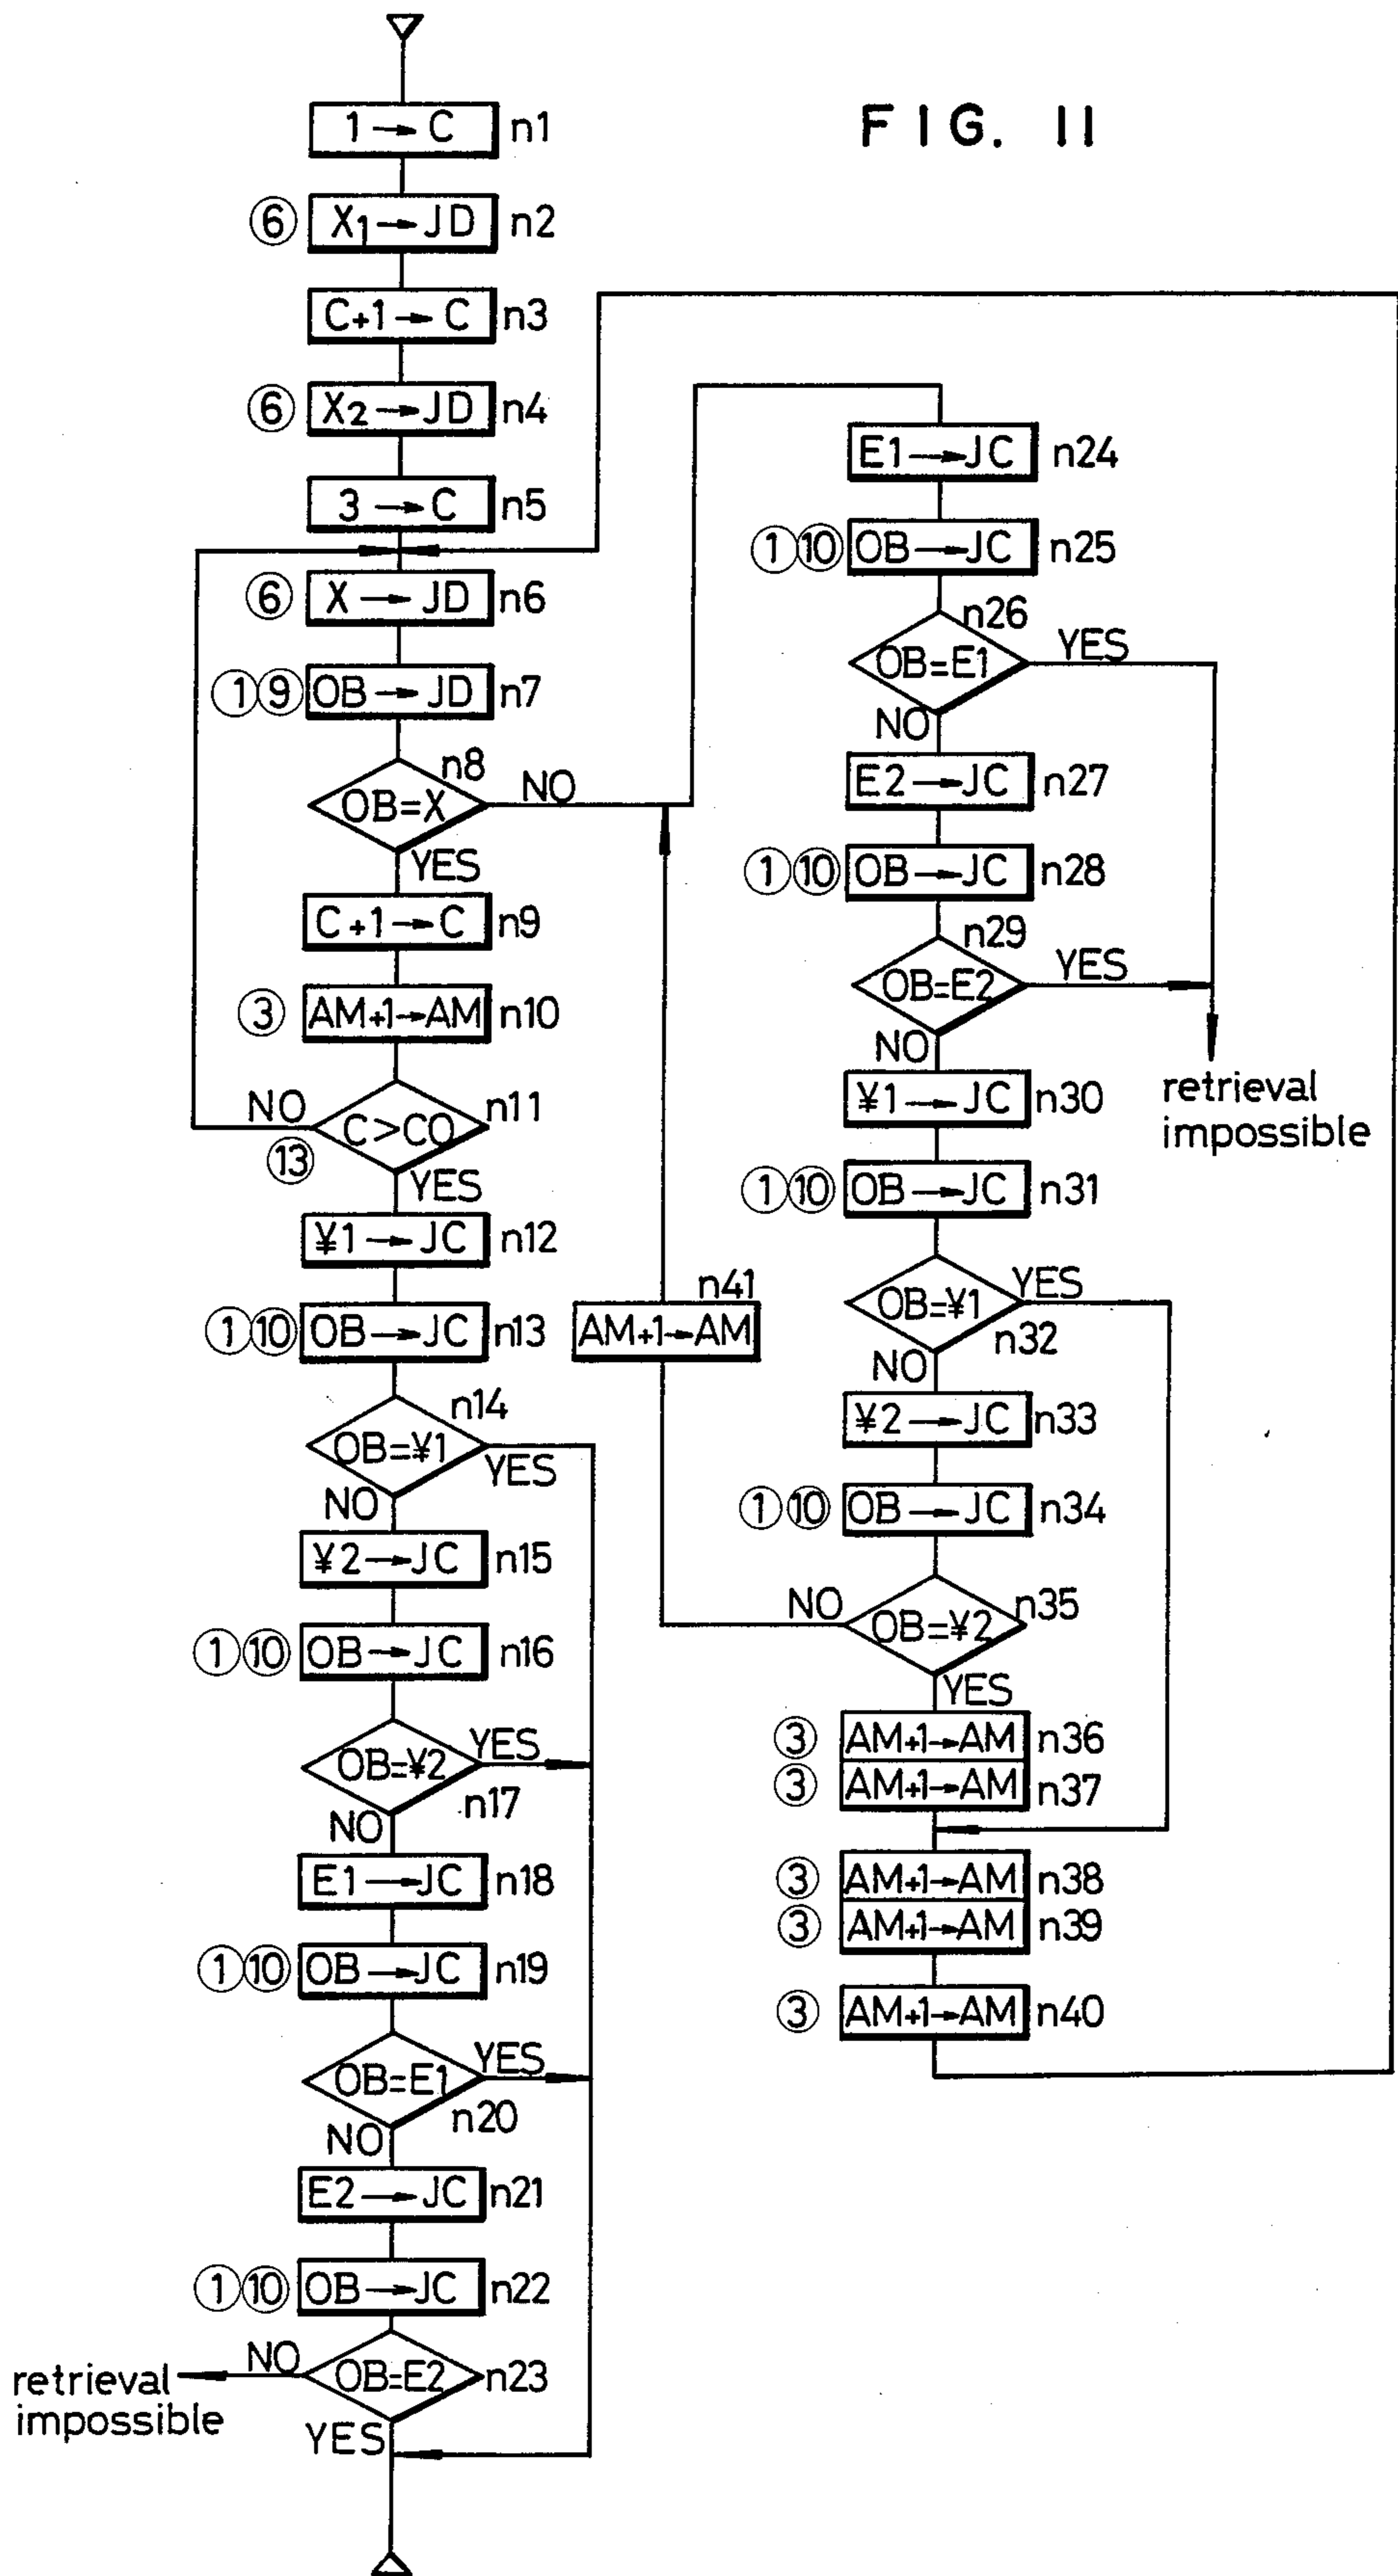 FIG. 11
1 → C n1
⑥ X1 → JD n2
C+1 → C n3
⑥ X2 → JD n4
3 → C n5
⑥ X → JD n6
①⑨ OB → JD n7
n8
OB=X NO
YES
C+1 → C n9
③ AM+1→AM n10
NO C>CO n11
⑬ YES
¥1 → JC n12
①⑩ OB → JC n13
n14
OB=¥1 YES
NO
¥2 → JC n15
①⑩ OB → JC n16
OB=¥2 YES
n17
NO
E1 → JC n18
①⑩ OB → JC n19
OB=E1 YES
n20
NO
E2 → JC n21
①⑩ OB → JC n22
NO OB=E2 n23
retrieval
impossible
YES
n41
AM+1→AM
E1 → JC n24
①⑩ OB → JC n25
n26
OB=E1 YES
NO
E2 → JC n27
①⑩ OB → JC n28
n29
OB=E2 YES
NO
retrieval
impossible
¥1 → JC n30
①⑩ OB → JC n31
OB=¥1 YES
n32
NO
¥2 → JC n33
①⑩ OB → JC n34
NO OB=¥2 n35
YES
③ AM+1→AM n36
③ AM+1→AM n37
③ AM+1→AM n38
③ AM+1→AM n39
③ AM+1→AM n40